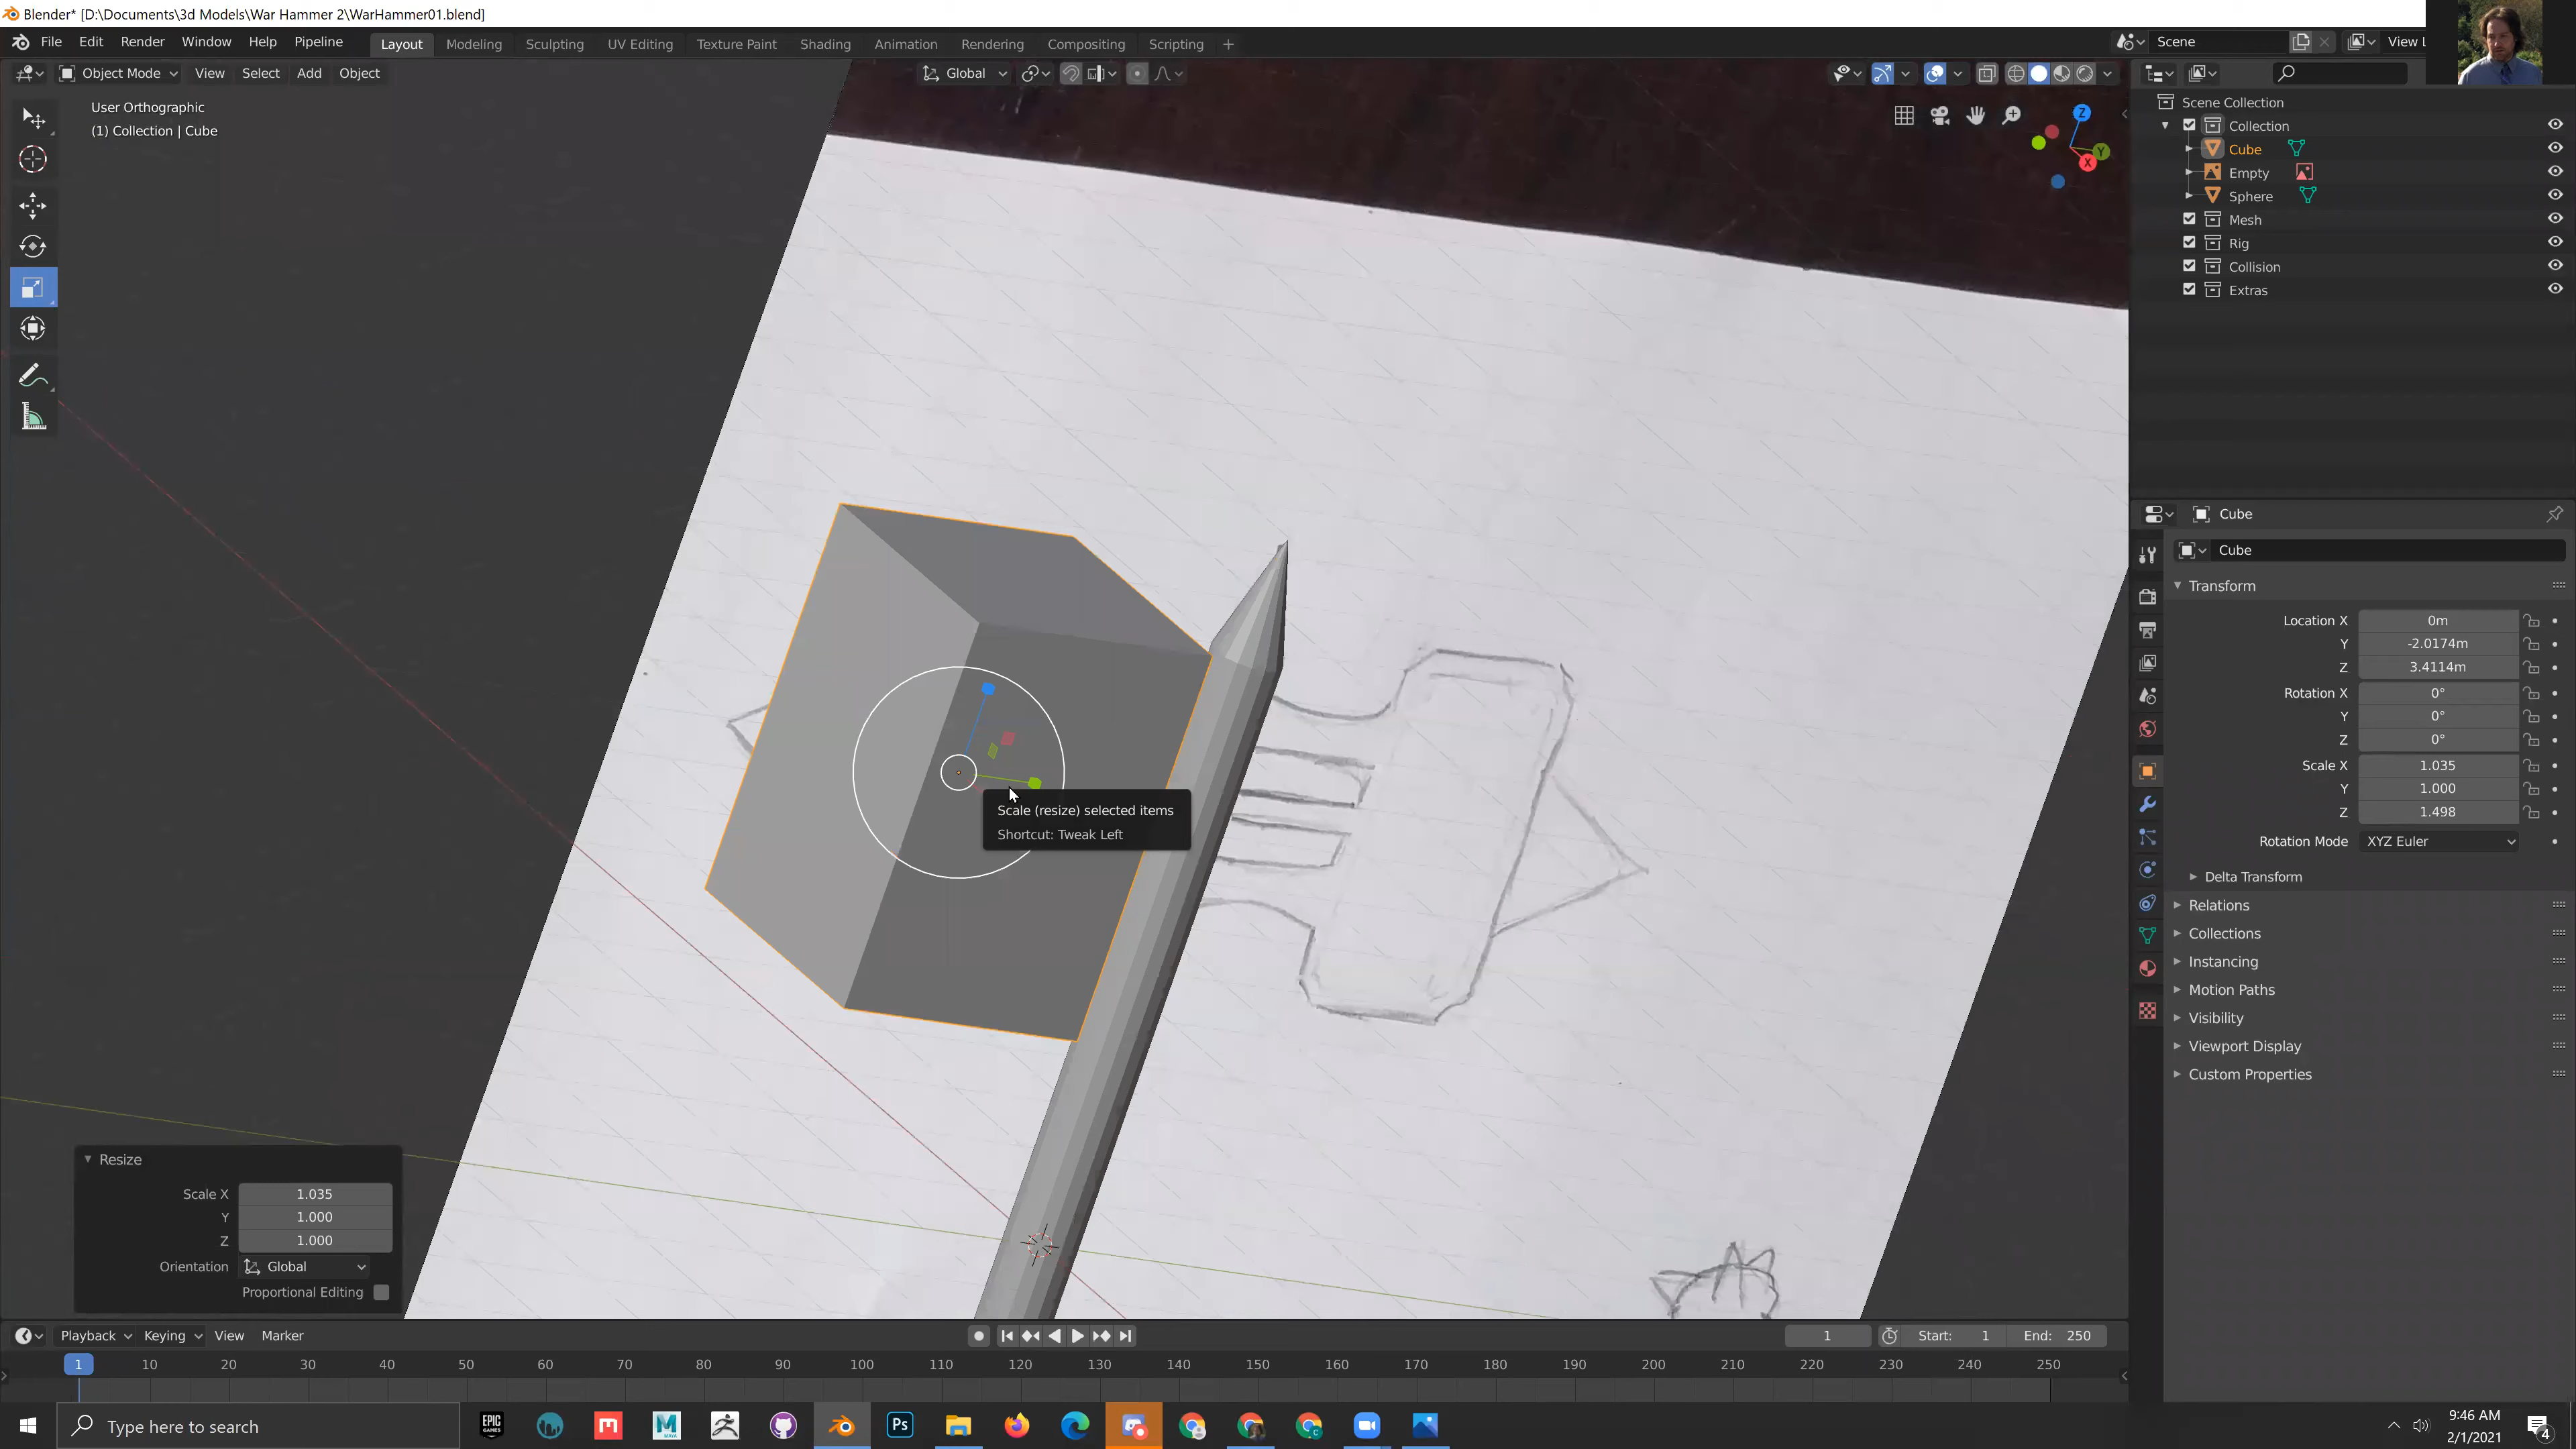 Blender* [D:\Documents\3d Models\War Hammer 2\WarHammer01.blend]
File Edit Render Window Help Pipeline Layout Modeling Sculpting UV Editing Texture Paint Shading Animation Rendering Compositing Scripting + Scene View L
Object Mode View Select Add Object Global
User Orthographic
(1) Collection | Cube
Z
Y
X
Scene Collection
Collection
Cube
Empty
Sphere
Mesh
Rig
Collision
Extras
Cube
Cube
Transform
Location X 0m
Y -2.0174m
Z 3.4114m
Rotation X 0°
Y 0°
Z 0°
Scale X 1.035
Y 1.000
Z 1.498
Rotation Mode XYZ Euler
Delta Transform
Relations
Collections
Instancing
Motion Paths
Visibility
Viewport Display
Custom Properties
Scale (resize) selected items
Shortcut: Tweak Left
Resize
Scale X 1.035
Y 1.000
Z 1.000
Orientation Global
Proportional Editing
Playback Keying View Marker 1 Start: 1 End: 250
1 10 20 30 40 50 60 70 80 90 100 110 120 130 140 150 160 170 180 190 200 210 220 230 240 250
Type here to search
EPIC GAMES
Ps
9:46 AM
2/1/2021
4